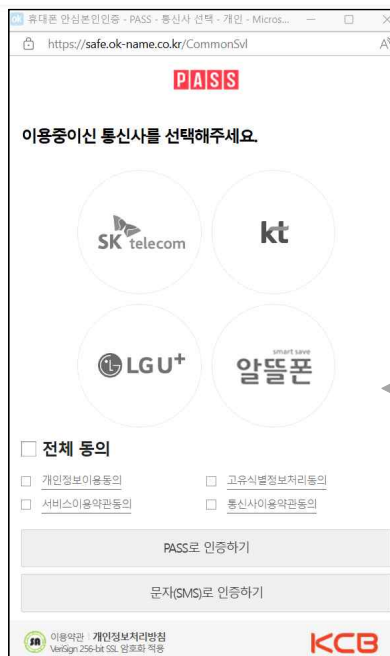 휴대폰 안심본인인증 - PASS - 통신사 선택 - 개인 - Micros...
https://safe.ok-name.co.kr/CommonSvl
PASS
이용중이신 통신사를 선택해주세요.
SK telecom
kt
LG U+
smart save
알뜰폰
전체 동의
개인정보이용동의 고유식별정보처리동의
서비스이용약관동의 통신사이용약관동의
PASS로 인증하기
문자(SMS)로 인증하기
이용약관 개인정보처리방침
VeriSign 256-bit SSL 암호화 적용
KCB